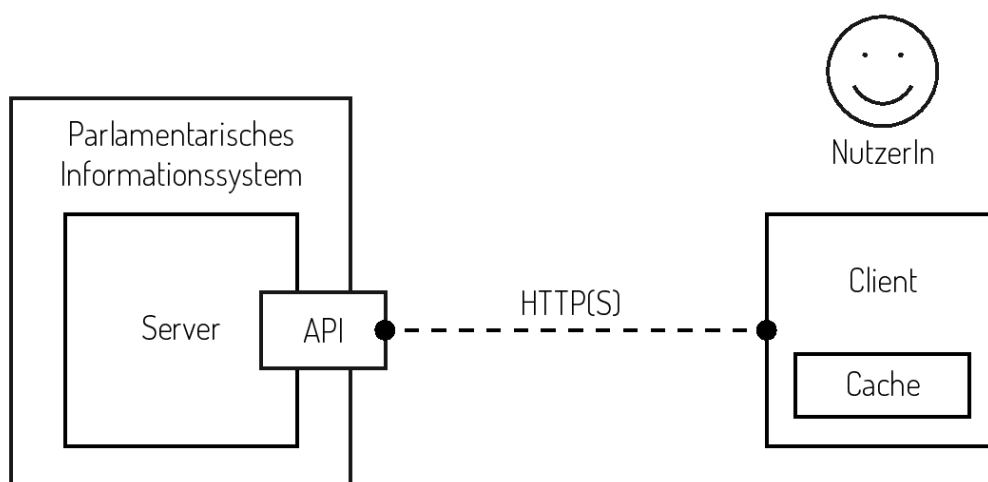 Parlamentarisches
Informationssystem
Server
API
HTTP(S)
NutzerIn
Client
Cache